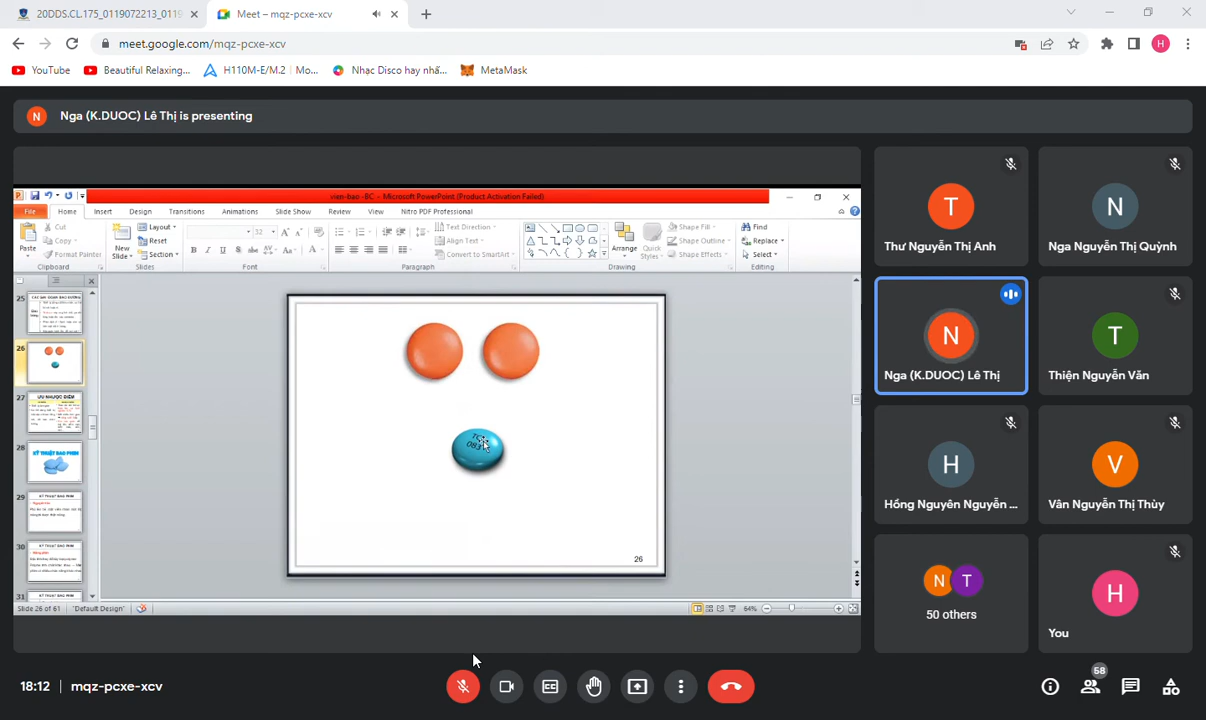 20DDS.CL.175_0119072213_0119
Meet – mqz-pcxe-xcv
meet.google.com/mqz-pcxe-xcv
YouTube
Beautiful Relaxing...
H110M-E/M.2 | Mo...
Nhạc Disco hay nhấ...
MetaMask
N
Nga (K.DUOC) Lê Thị is presenting
vien-bao -BC - Microsoft PowerPoint (Product Activation Failed)
File Home Insert Design Transitions Animations Slide Show Review View Nitro PDF Professional
Paste
Cut
Copy
Format Painter
Clipboard
New Slide
Layout
Reset
Section
Slides
32
Font
Text Direction
Align Text
Convert to SmartArt
Paragraph
Arrange
Quick Styles
Shape Fill
Shape Outline
Shape Effects
Drawing
Find
Replace
Select
Editing
25
26
27
ƯU NHƯỢC ĐIỂM
28
KỸ THUẬT BAO PHIM
29
KỸ THUẬT BAO PHIM
30
KỸ THUẬT BAO PHIM
31
26
Slide 26 of 61
"Default Design"
64%
T
Thư Nguyễn Thị Anh
N
Nga Nguyễn Thị Quỳnh
N
Nga (K.DUOC) Lê Thị
T
Thiện Nguyễn Văn
H
Hồng Nguyên Nguyễn ...
V
Vân Nguyễn Thị Thùy
N T
50 others
H
You
18:12 | mqz-pcxe-xcv
58